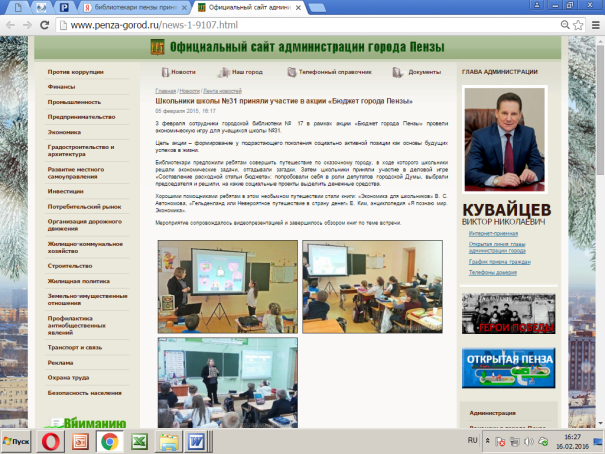 библиотекари пензы прин
Официальный сайт админи
www.penza-gorod.ru/news-1-9107.html
Официальный сайт администрации города Пензы
Против коррупции
Финансы
Промышленность
Предпринимательство
Экономика
Градостроительство и
архитектура
Развитие местного
самоуправления
Инвестиции
Потребительский рынок
Организация дорожного
движения
Жилищно-коммунальное
хозяйство
Строительство
Жилищная политика
Земельно-имущественные
отношения
Профилактика
антиобщественных
явлений
Транспорт и связь
Реклама
Охрана труда
Безопасность населения
Внимание
Новости
Наш город
Телефонный справочник
Документы
Главная / Новости / Лента новостей
Школьники школы №31 приняли участие в акции «Бюджет города Пензы»
05 февраля 2015, 16:17
3 февраля сотрудники городской библиотеки № 17 в рамках акции «Бюджет города Пензы» провели
экономическую игру для учащихся школы №31.
Цель акции – формирование у подрастающего поколения социально активной позиции как основы будущих
успехов в жизни.
Библиотекари предложили ребятам совершить путешествие по сказочному городу, в ходе которого школьники
решали экономические задачи, отгадывали загадки. Затем школьники приняли участие в деловой игре
«Составление расходной статьи бюджета»: попробовали себя в роли депутатов городской Думы, выбрали
председателя и решили, на какие социальные проекты выделить денежные средства.
Хорошими помощниками ребятам в этом необычном путешествии стали книги: «Экономика для школьников» В. С.
Автономова, «Гельденланд или Невероятное путешествие в страну денег» Е. Ким, энциклопедия «Я познаю мир.
Экономика».
Мероприятие сопровождалось видеопрезентацией и завершилось обзором книг по теме встречи.
ГЛАВА АДМИНИСТРАЦИИ
КУВАЙЦЕВ
ВИКТОР НИКОЛАЕВИЧ
Интернет-приемная
Открытая линия главы
администрации города
График приема граждан
Телефоны доверия
ГЕРОИ ПОБЕДЫ
ОТКРЫТАЯ ПЕНЗА
Администрация
Пуск
RU
16:27
16.02.2016